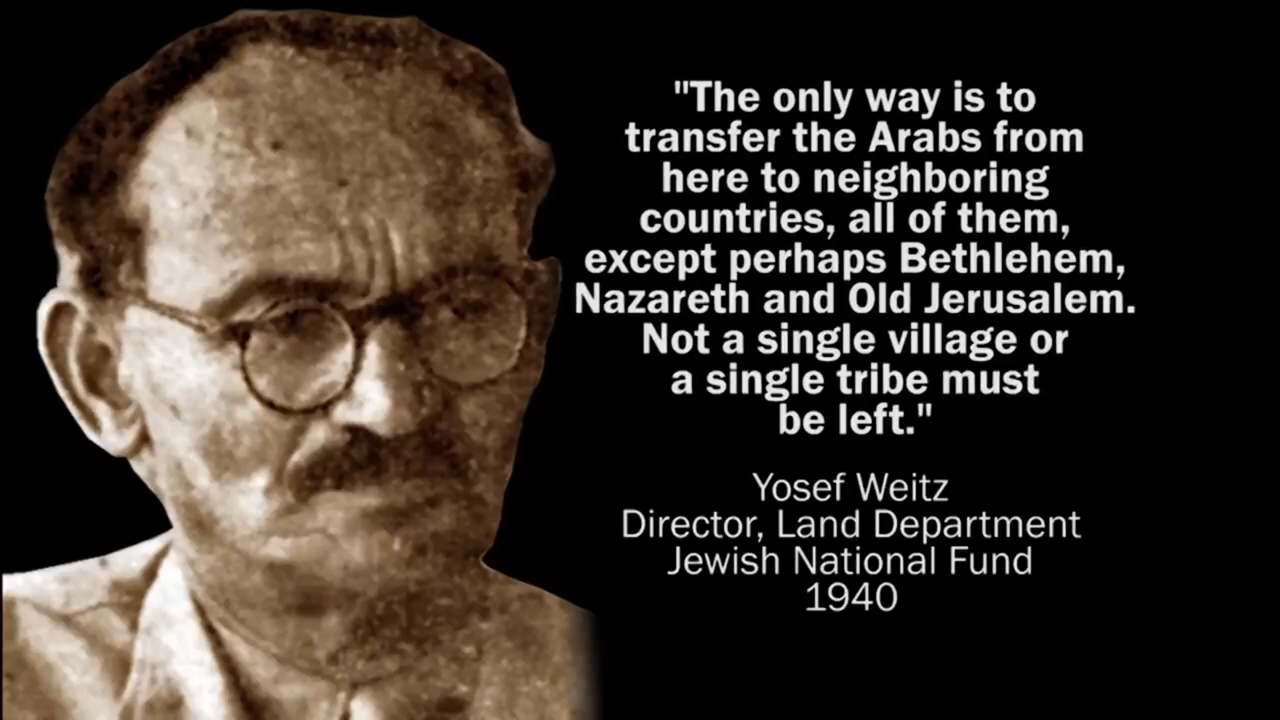 "The only way is to
transfer the Arabs from
here to neighboring
countries, all of them,
except perhaps Bethlehem,
Nazareth and Old Jerusalem.
Not a single village or
a single tribe must
be left."
Yosef Weitz
Director, Land Department
Jewish National Fund
1940